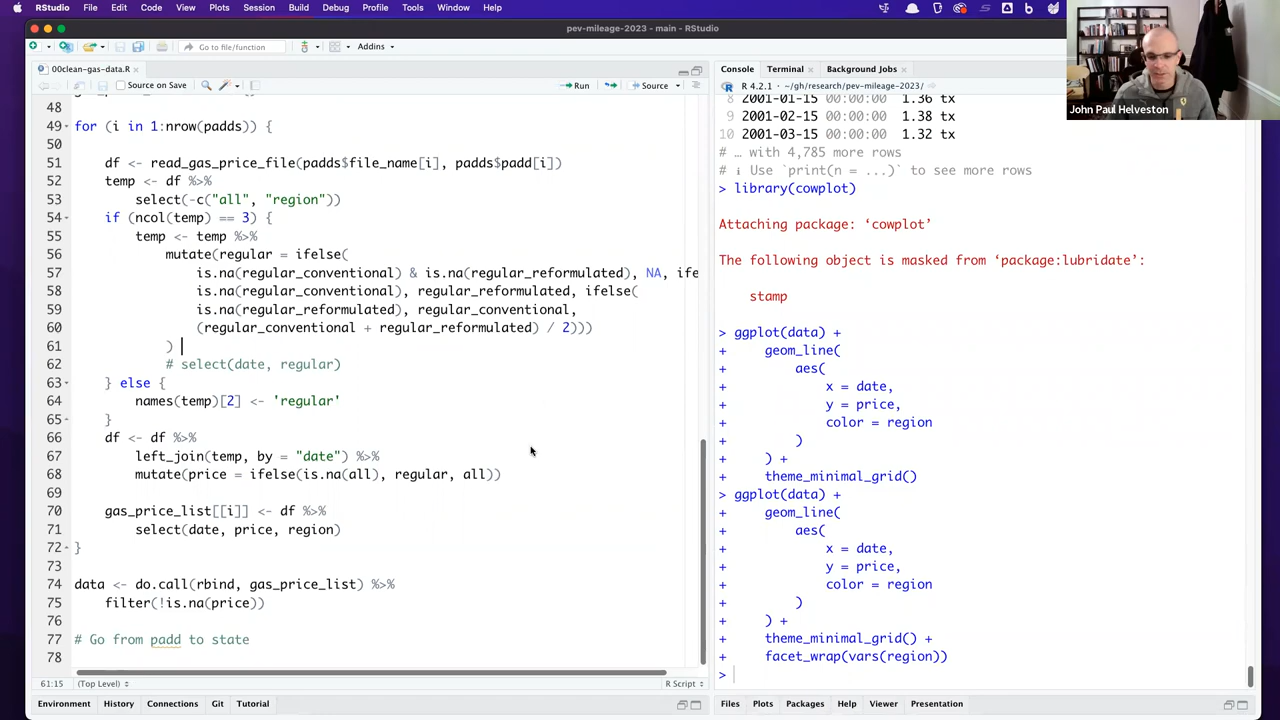 RStudio File Edit Code View Plots Session Build Debug Profile Tools Window Help
pev-mileage-2023 - main - RStudio
Go to file/function Addins
00clean-gas-data.R
Source on Save Run Source
48
49 for (i in 1:nrow(padds)) {
50
51 df <- read_gas_price_file(padds$file_name[i], padds$padd[i])
52 temp <- df %>%
53 select(-c("all", "region"))
54 if (ncol(temp) == 3) {
55 temp <- temp %>%
56 mutate(regular = ifelse(
57 is.na(regular_conventional) & is.na(regular_reformulated), NA, ife
58 is.na(regular_conventional), regular_reformulated, ifelse(
59 is.na(regular_reformulated), regular_conventional,
60 (regular_conventional + regular_reformulated) / 2)))
61 )
62 # select(date, regular)
63 } else {
64 names(temp)[2] <- 'regular'
65 }
66 df <- df %>%
67 left_join(temp, by = "date") %>%
68 mutate(price = ifelse(is.na(all), regular, all))
69
70 gas_price_list[[i]] <- df %>%
71 select(date, price, region)
72 }
73
74 data <- do.call(rbind, gas_price_list) %>%
75 filter(!is.na(price))
76
77 # Go from padd to state
78
61:15 (Top Level) R Script
Environment History Connections Git Tutorial
Console Terminal Background Jobs
R 4.2.1 · ~/gh/research/pev-mileage-2023/
8 2001-01-15 00:00:00 1.36 tx
9 2001-02-15 00:00:00 1.38 tx
10 2001-03-15 00:00:00 1.32 tx
# … with 4,785 more rows
# ℹ Use `print(n = ...)` to see more rows
> library(cowplot)
Attaching package: ‘cowplot’
The following object is masked from ‘package:lubridate’:
stamp
> ggplot(data) +
+ geom_line(
+ aes(
+ x = date,
+ y = price,
+ color = region
+ )
+ ) +
+ theme_minimal_grid()
> ggplot(data) +
+ geom_line(
+ aes(
+ x = date,
+ y = price,
+ color = region
+ )
+ ) +
+ theme_minimal_grid() +
+ facet_wrap(vars(region))
>
Files Plots Packages Help Viewer Presentation
John Paul Helveston